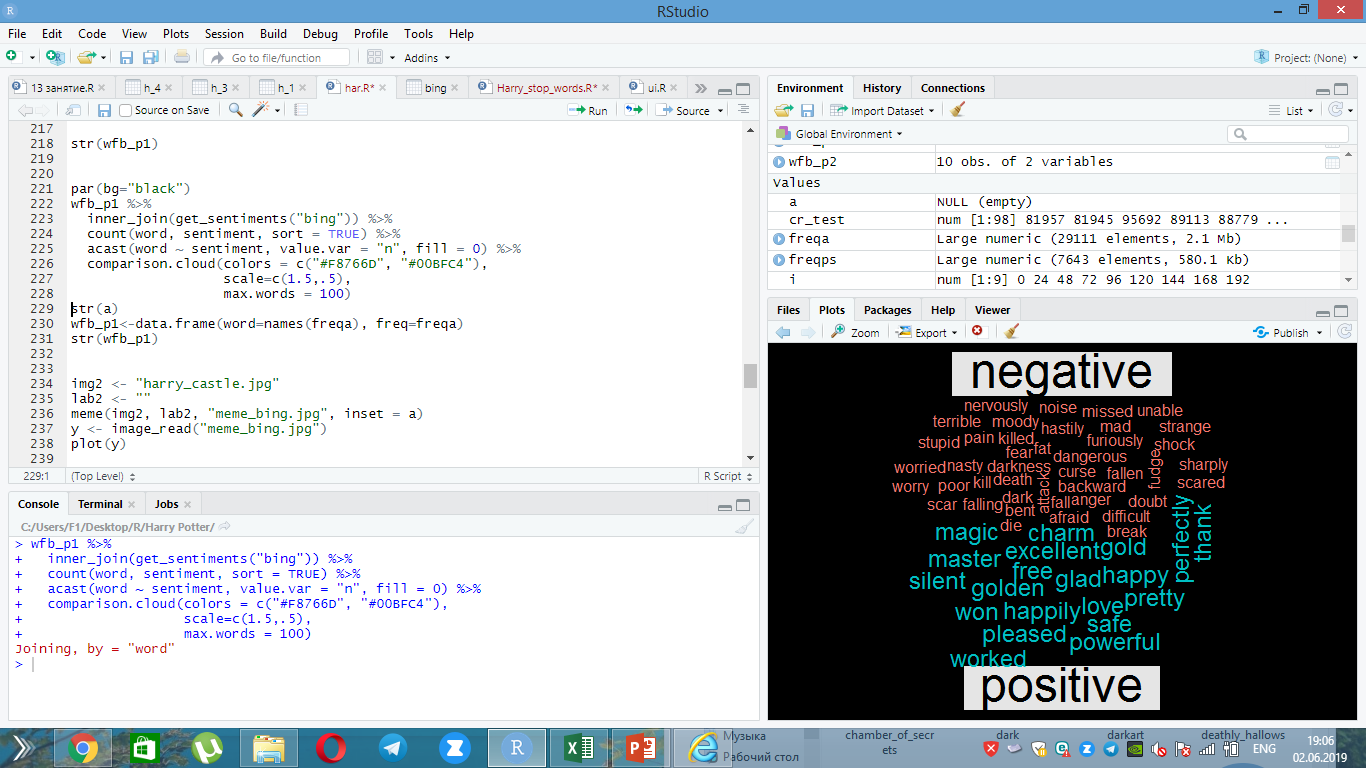 RStudio
File Edit Code View Plots Session Build Debug Profile Tools Help
Go to file/function Addins Project: (None)
13 занятие.R h_4 h_3 h_1 har.R* bing Harry_stop_words.R* ui.R
Source on Save Run Source
217
218 str(wfb_p1)
219
220
221 par(bg="black")
222 wfb_p1 %>%
223 inner_join(get_sentiments("bing")) %>%
224 count(word, sentiment, sort = TRUE) %>%
225 acast(word ~ sentiment, value.var = "n", fill = 0) %>%
226 comparison.cloud(colors = c("#F8766D", "#00BFC4"),
227 scale=c(1.5,.5),
228 max.words = 100)
229 str(a)
230 wfb_p1<-data.frame(word=names(freqa), freq=freqa)
231 str(wfb_p1)
232
233
234 img2 <- "harry_castle.jpg"
235 lab2 <- ""
236 meme(img2, lab2, "meme_bing.jpg", inset = a)
237 y <- image_read("meme_bing.jpg")
238 plot(y)
239
229:1 (Top Level) R Script
Console Terminal Jobs
C:/Users/F1/Desktop/R/Harry Potter/
> wfb_p1 %>%
+ inner_join(get_sentiments("bing")) %>%
+ count(word, sentiment, sort = TRUE) %>%
+ acast(word ~ sentiment, value.var = "n", fill = 0) %>%
+ comparison.cloud(colors = c("#F8766D", "#00BFC4"),
+ scale=c(1.5,.5),
+ max.words = 100)
Joining, by = "word"
>
Environment History Connections
Import Dataset List
Global Environment
wfb_p2 10 obs. of 2 variables
Values
a NULL (empty)
cr_test num [1:98] 81957 81945 95692 89113 88779 ...
freqa Large numeric (29111 elements, 2.1 Mb)
freqps Large numeric (7643 elements, 580.1 Kb)
i num [1:9] 0 24 48 72 96 120 144 168 192
Files Plots Packages Help Viewer
Zoom Export Publish
negative
nervously noise missed unable
terrible moody hastily mad strange
stupid pain killed furiously shock
fear fat dangerous fudge
worried nasty darkness curse fallen sharply
worry poor kill death attack backward scared
scar falling dark bent fall anger doubt
die afraid difficult break
magic charm perfectly thank
master excellent gold
silent free glad happy
golden pretty
won happily love
pleased safe
powerful
worked
positive
Музыка
Рабочий стол
chamber_of_secr
ets
dark
darkart
deathly_hallows
ENG
19:06
02.06.2019